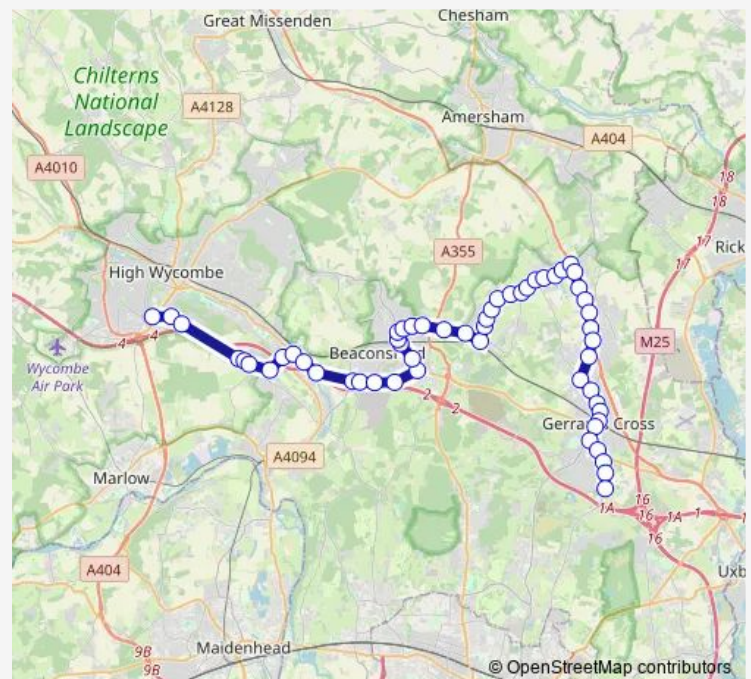 Great Missenden
Chesham
Chilterns
National
Landscape
A4128
Amersham
A404
A4010
18
18
17
17
Rick
A355
High Wycombe
4
4
M25
Wycombe
Air Park
2
2
A4094
Marlow
Cross
1A
16
16
1A
1
16
A404
Uxb
9B
9B
Maidenhead
© OpenStreetMap contributors